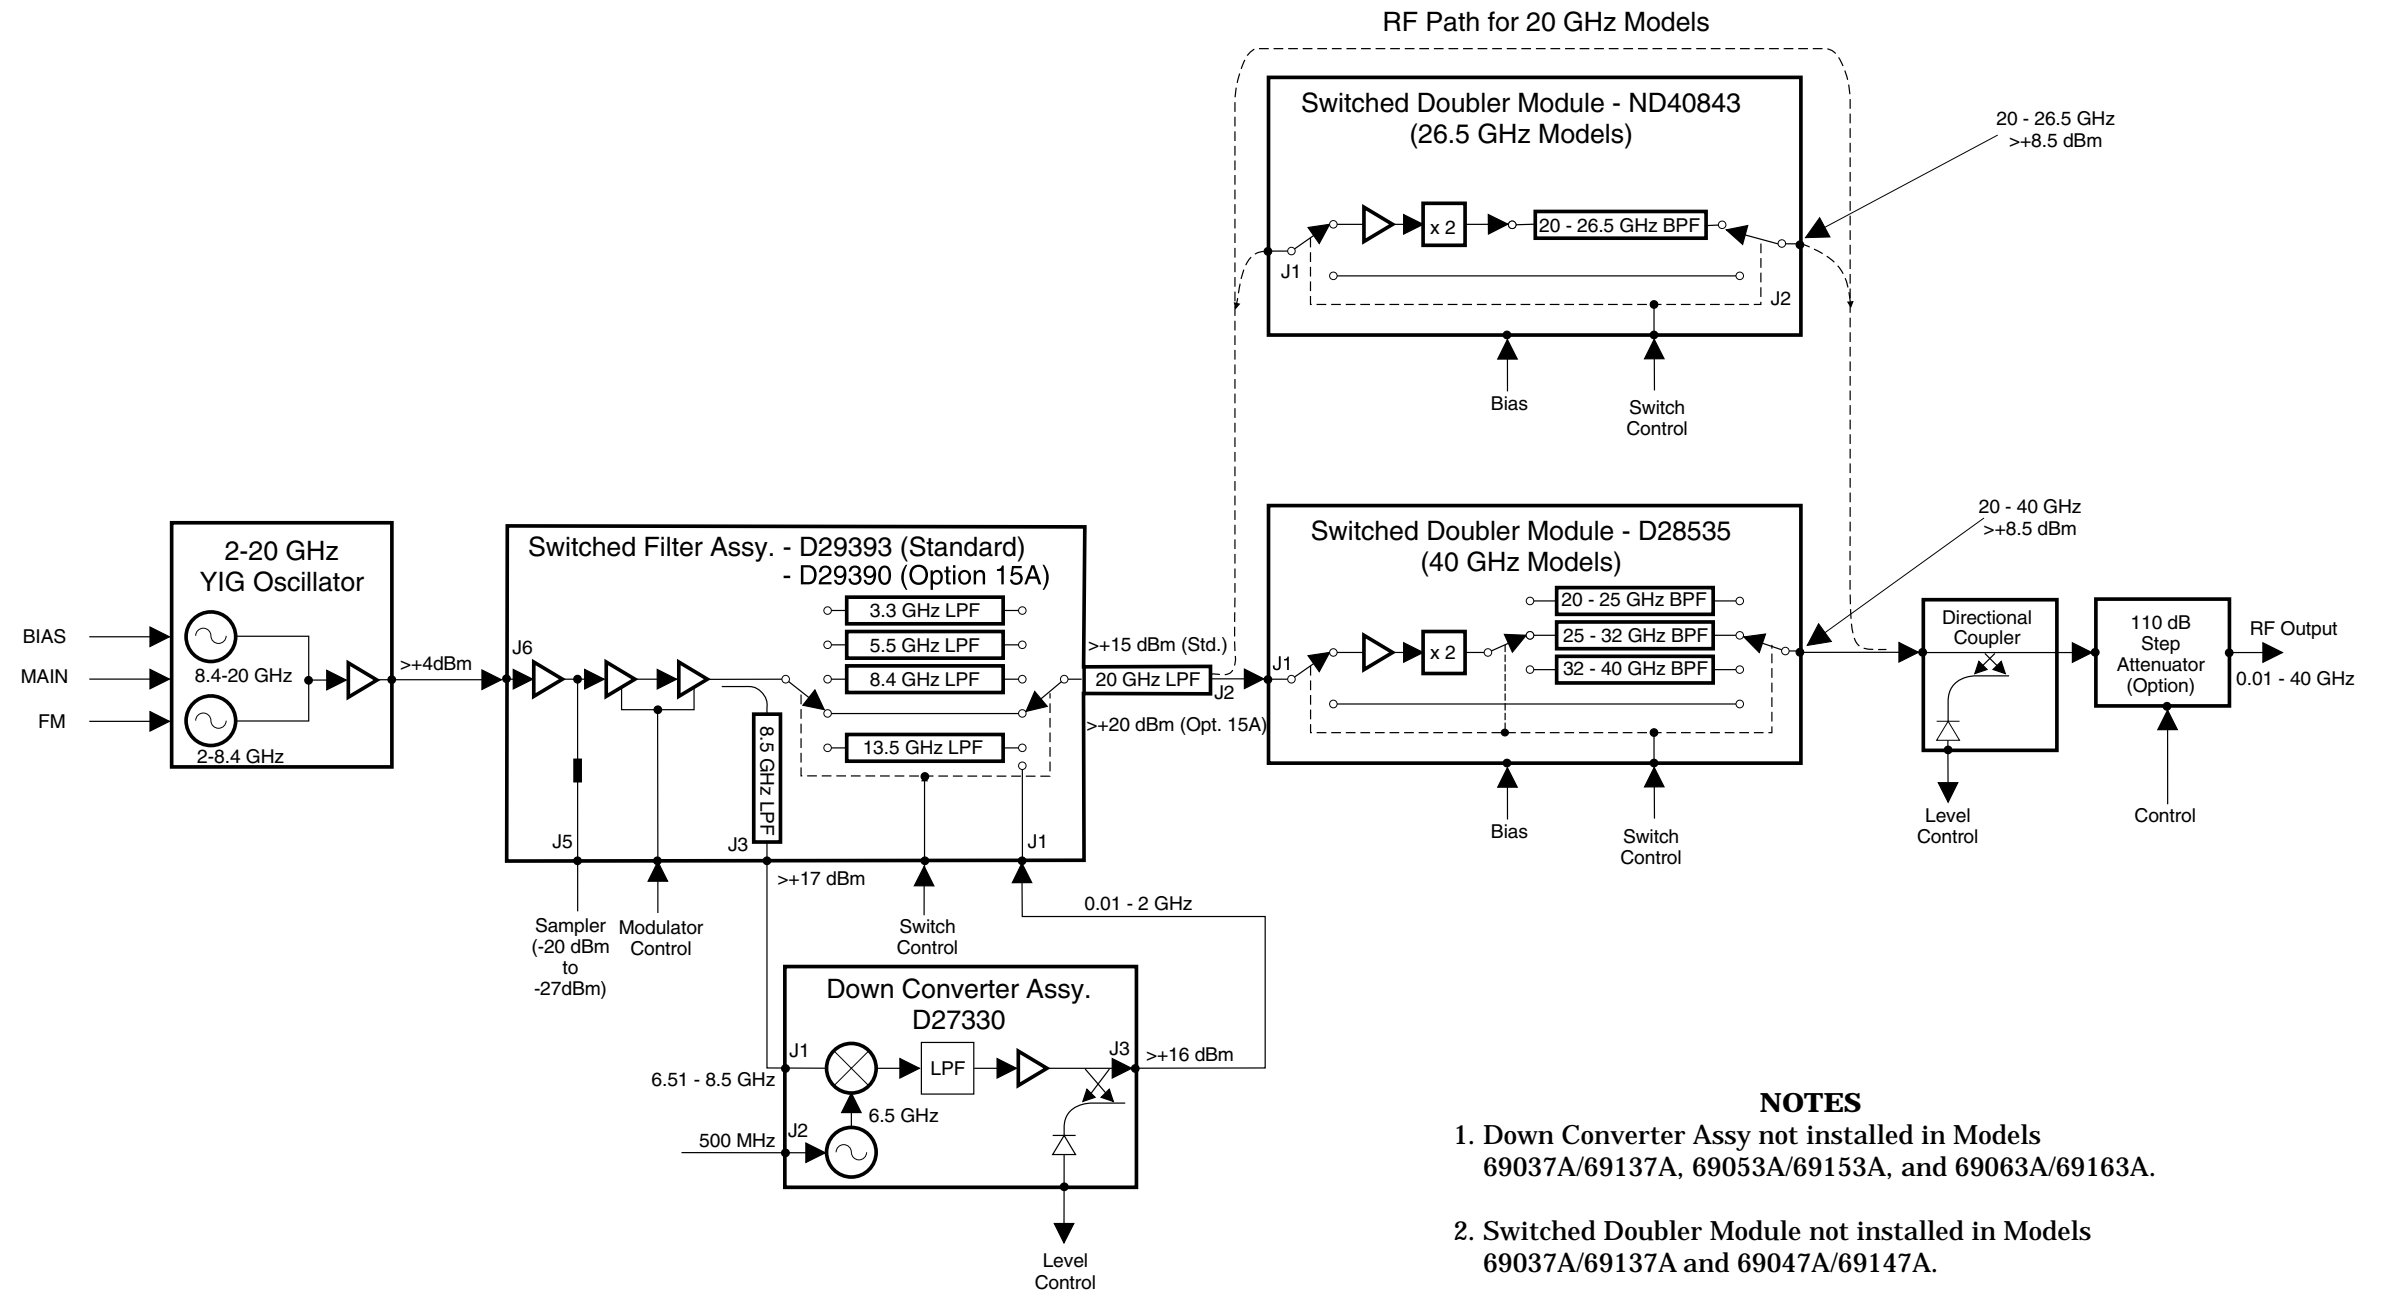 RF Path for 20 GHz Models
Switched Doubler Module - ND40843
(26.5 GHz Models)
20 - 26.5 GHz
>+8.5 dBm
x 2
20 - 26.5 GHz BPF
J1
J2
Bias
Switch
Control
2-20 GHz
YIG Oscillator
BIAS
MAIN
FM
8.4-20 GHz
2-8.4 GHz
>+4dBm
Switched Filter Assy. - D29393 (Standard)
- D29390 (Option 15A)
J6
3.3 GHz LPF
5.5 GHz LPF
8.4 GHz LPF
13.5 GHz LPF
8.5 GHz LPF
J5
J3
J1
>+15 dBm (Std.)
20 GHz LPF
J2
>+20 dBm (Opt. 15A)
Sampler
(-20 dBm
to
-27dBm)
Modulator
Control
>+17 dBm
Switch
Control
0.01 - 2 GHz
Switched Doubler Module - D28535
(40 GHz Models)
20 - 40 GHz
>+8.5 dBm
J1
x 2
20 - 25 GHz BPF
25 - 32 GHz BPF
32 - 40 GHz BPF
Bias
Switch
Control
Directional
Coupler
Level
Control
110 dB
Step
Attenuator
(Option)
Control
RF Output
0.01 - 40 GHz
Down Converter Assy.
D27330
J1
6.51 - 8.5 GHz
LPF
J3
>+16 dBm
6.5 GHz
500 MHz
J2
Level
Control
NOTES
1. Down Converter Assy not installed in Models
69037A/69137A, 69053A/69153A, and 69063A/69163A.
2. Switched Doubler Module not installed in Models
69037A/69137A and 69047A/69147A.